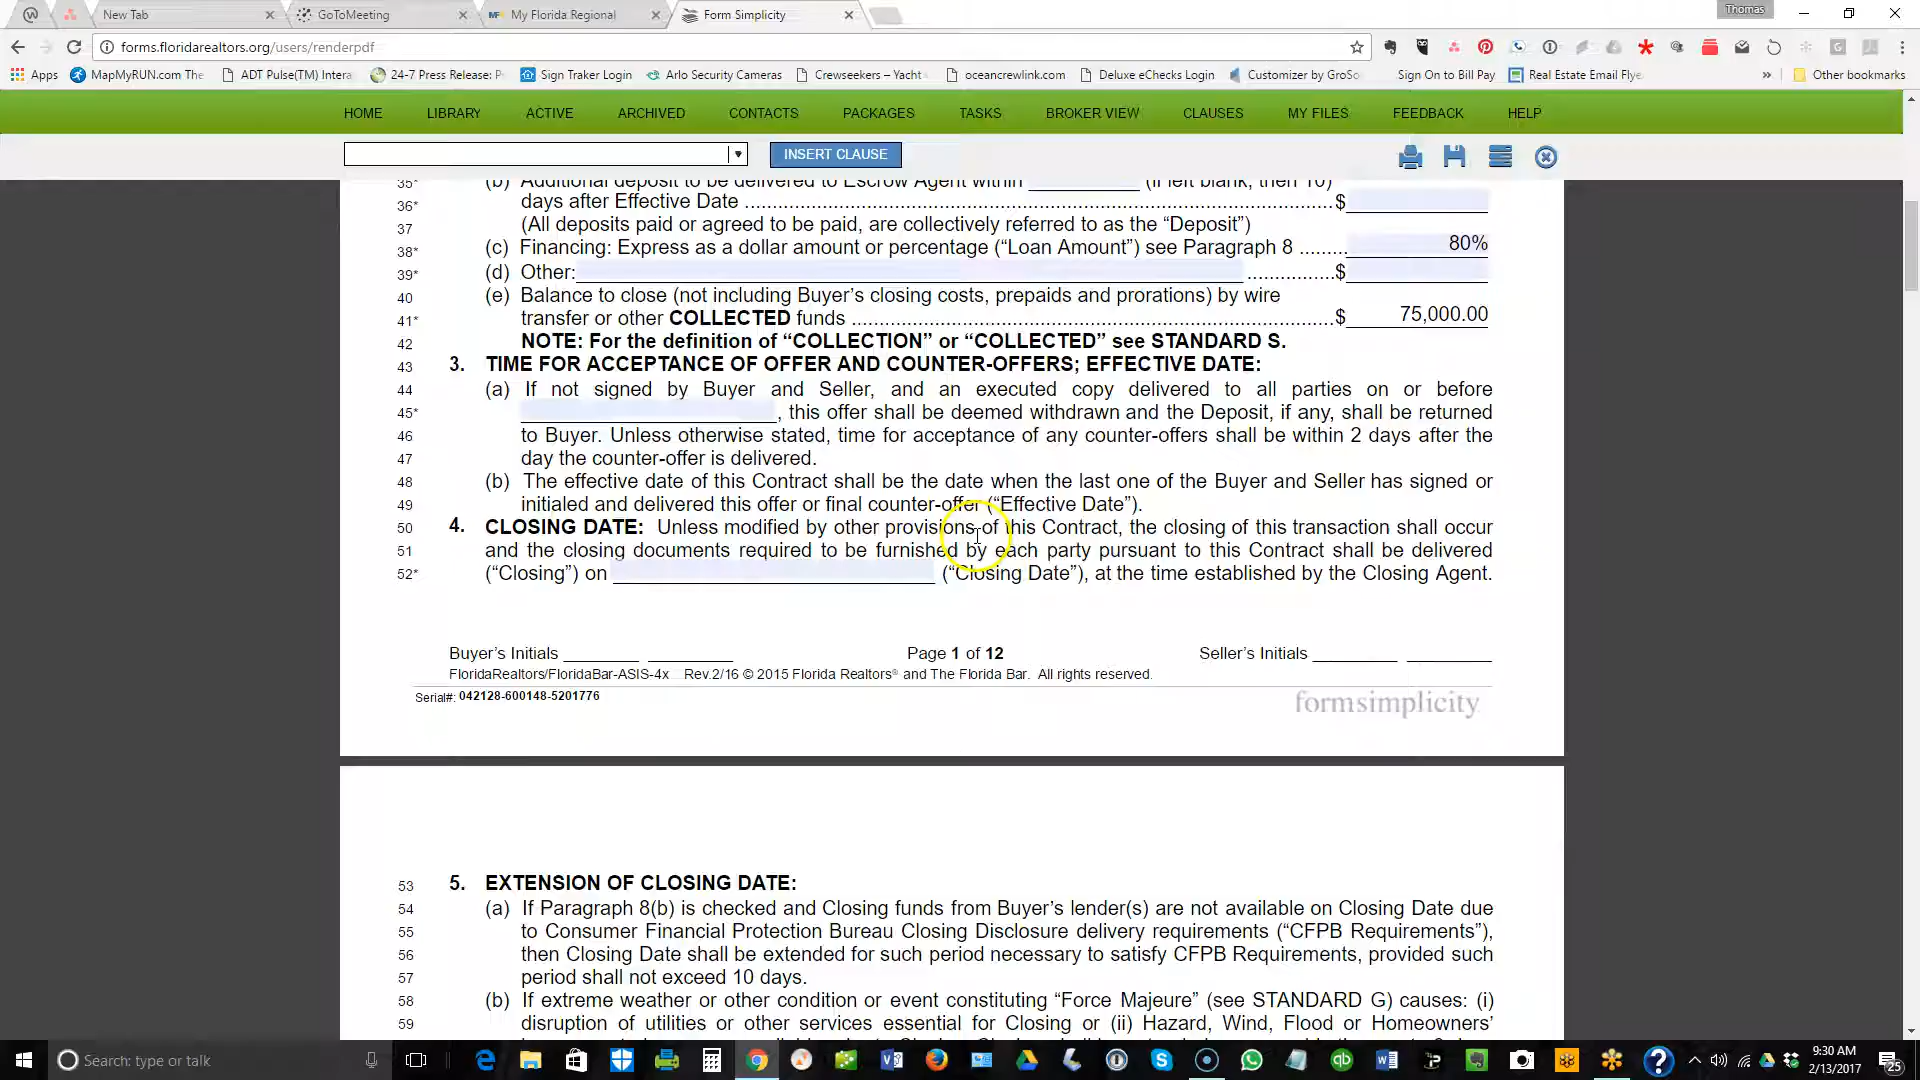 New Tab
GoToMeeting
My Florida Regional
Form Simplicity
Thomas
forms.floridarealtors.org/users/renderpdf
Apps
MapMyRUN.com The
ADT Pulse(TM) Intera
24-7 Press Release: P
Sign Traker Login
Arlo Security Cameras
Crewseekers – Yacht
oceancrewlink.com
Deluxe eChecks Login
Customizer by GroSo
Sign On to Bill Pay
Real Estate Email Flye
»
Other bookmarks
HOME
LIBRARY
ACTIVE
ARCHIVED
CONTACTS
PACKAGES
TASKS
BROKER VIEW
CLAUSES
MY FILES
FEEDBACK
HELP
INSERT CLAUSE
35* (b) Additional deposit to be delivered to Escrow Agent within (if left blank, then 10)
36* days after Effective Date $
37 (All deposits paid or agreed to be paid, are collectively referred to as the “Deposit”)
38* (c) Financing: Express as a dollar amount or percentage (“Loan Amount”) see Paragraph 8 ........ 80%
39* (d) Other: ................$
40 (e) Balance to close (not including Buyer’s closing costs, prepaids and prorations) by wire
41* transfer or other COLLECTED funds $ 75,000.00
42 NOTE: For the definition of “COLLECTION” or “COLLECTED” see STANDARD S.
43 3. TIME FOR ACCEPTANCE OF OFFER AND COUNTER-OFFERS; EFFECTIVE DATE:
44 (a) If not signed by Buyer and Seller, and an executed copy delivered to all parties on or before
45* , this offer shall be deemed withdrawn and the Deposit, if any, shall be returned
46 to Buyer. Unless otherwise stated, time for acceptance of any counter-offers shall be within 2 days after the
47 day the counter-offer is delivered.
48 (b) The effective date of this Contract shall be the date when the last one of the Buyer and Seller has signed or
49 initialed and delivered this offer or final counter-offer (“Effective Date”).
50 4. CLOSING DATE: Unless modified by other provisions of this Contract, the closing of this transaction shall occur
51 and the closing documents required to be furnished by each party pursuant to this Contract shall be delivered
52* (“Closing”) on (“Closing Date”), at the time established by the Closing Agent.
Buyer’s Initials ________ ________ Page 1 of 12 Seller’s Initials ________ ________
FloridaRealtors/FloridaBar-ASIS-4x Rev.2/16 © 2015 Florida Realtors® and The Florida Bar. All rights reserved.
Serial#: 042128-600148-5201776
formsimplicity
53 5. EXTENSION OF CLOSING DATE:
54 (a) If Paragraph 8(b) is checked and Closing funds from Buyer’s lender(s) are not available on Closing Date due
55 to Consumer Financial Protection Bureau Closing Disclosure delivery requirements (“CFPB Requirements”),
56 then Closing Date shall be extended for such period necessary to satisfy CFPB Requirements, provided such
57 period shall not exceed 10 days.
58 (b) If extreme weather or other condition or event constituting “Force Majeure” (see STANDARD G) causes: (i)
59 disruption of utilities or other services essential for Closing or (ii) Hazard, Wind, Flood or Homeowners’
Search: type or talk
9:30 AM
2/13/2017
25